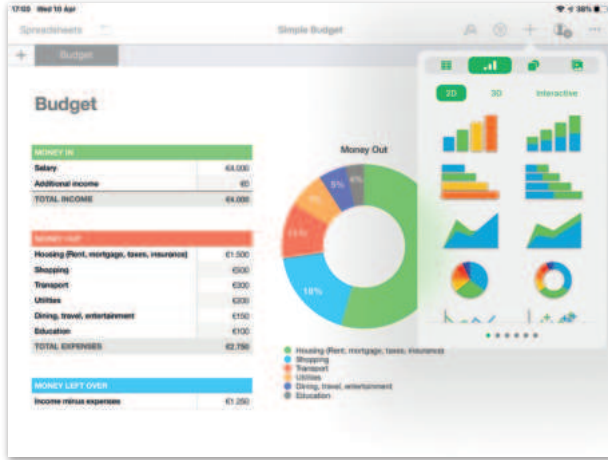 17:03 Wed 10 Apr 38%
Spreadsheets Simple Budget
Budget
2D 3D Interactive
Budget
MONEY IN
Salary €4.000
Additional income €0
TOTAL INCOME €4.000
MONEY OUT
Housing (Rent, mortgage, taxes, insurance) €1.500
Shopping €500
Transport €300
Utilities €200
Dining, travel, entertainment €150
Education €100
TOTAL EXPENSES €2.750
MONEY LEFT OVER
Income minus expenses €1.250
Money Out
4%
5%
7%
11%
18%
Housing (Rent, mortgage, taxes, insurance)
Shopping
Transport
Utilities
Dining, travel, entertainment
Education